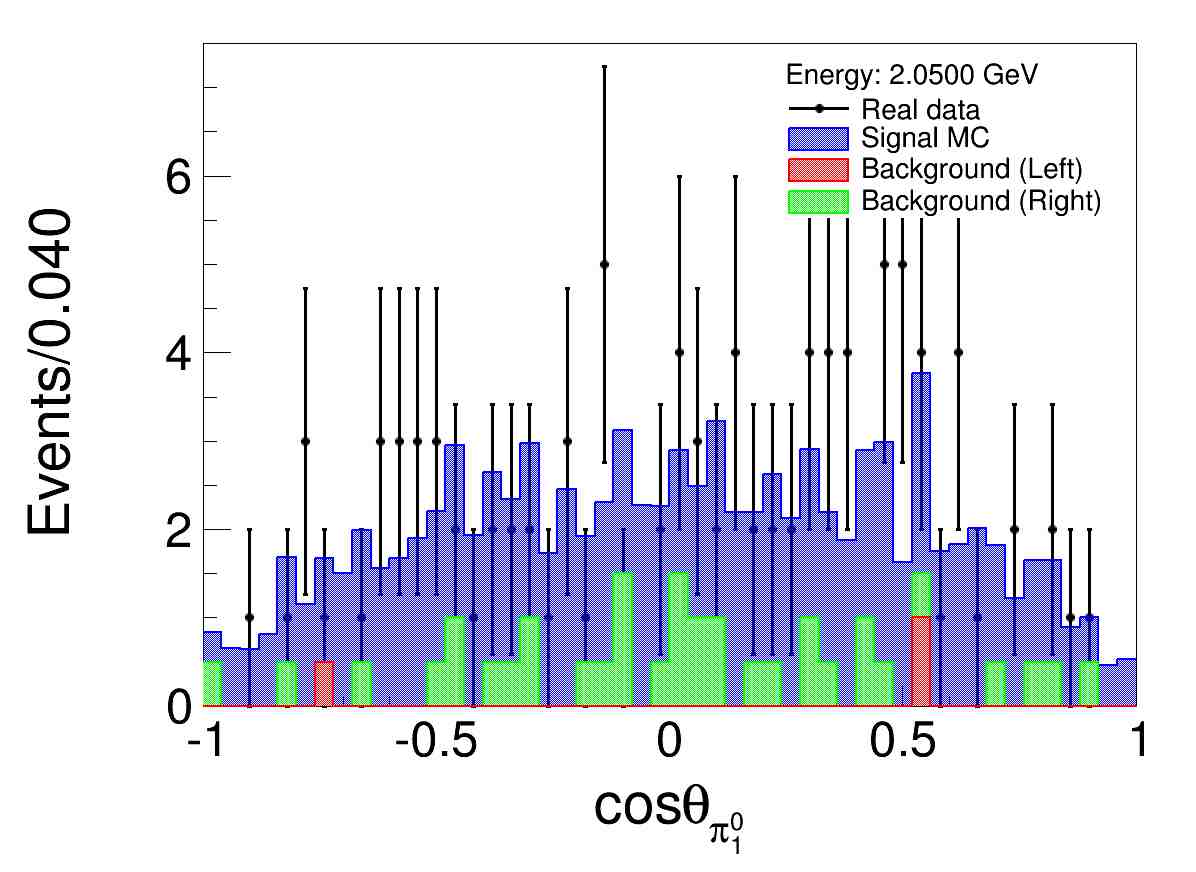 Energy: 2.0500 GeV
Real data
Signal MC
Background (Left)
Background (Right)
Events/0.040
6
4
2
0
-1 -0.5 0 0.5 1
cosθπ⁰₁